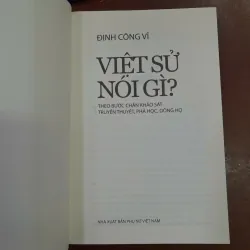 ĐINH CÔNG VĨ
VIỆT SỬ
NÓI GÌ?
THEO BƯỚC CHÂN KHẢO SÁT
TRUYỀN THUYẾT, PHẢ HỌC, DÒNG HỌ
NHÀ XUẤT BẢN PHỤ NỮ VIỆT NAM